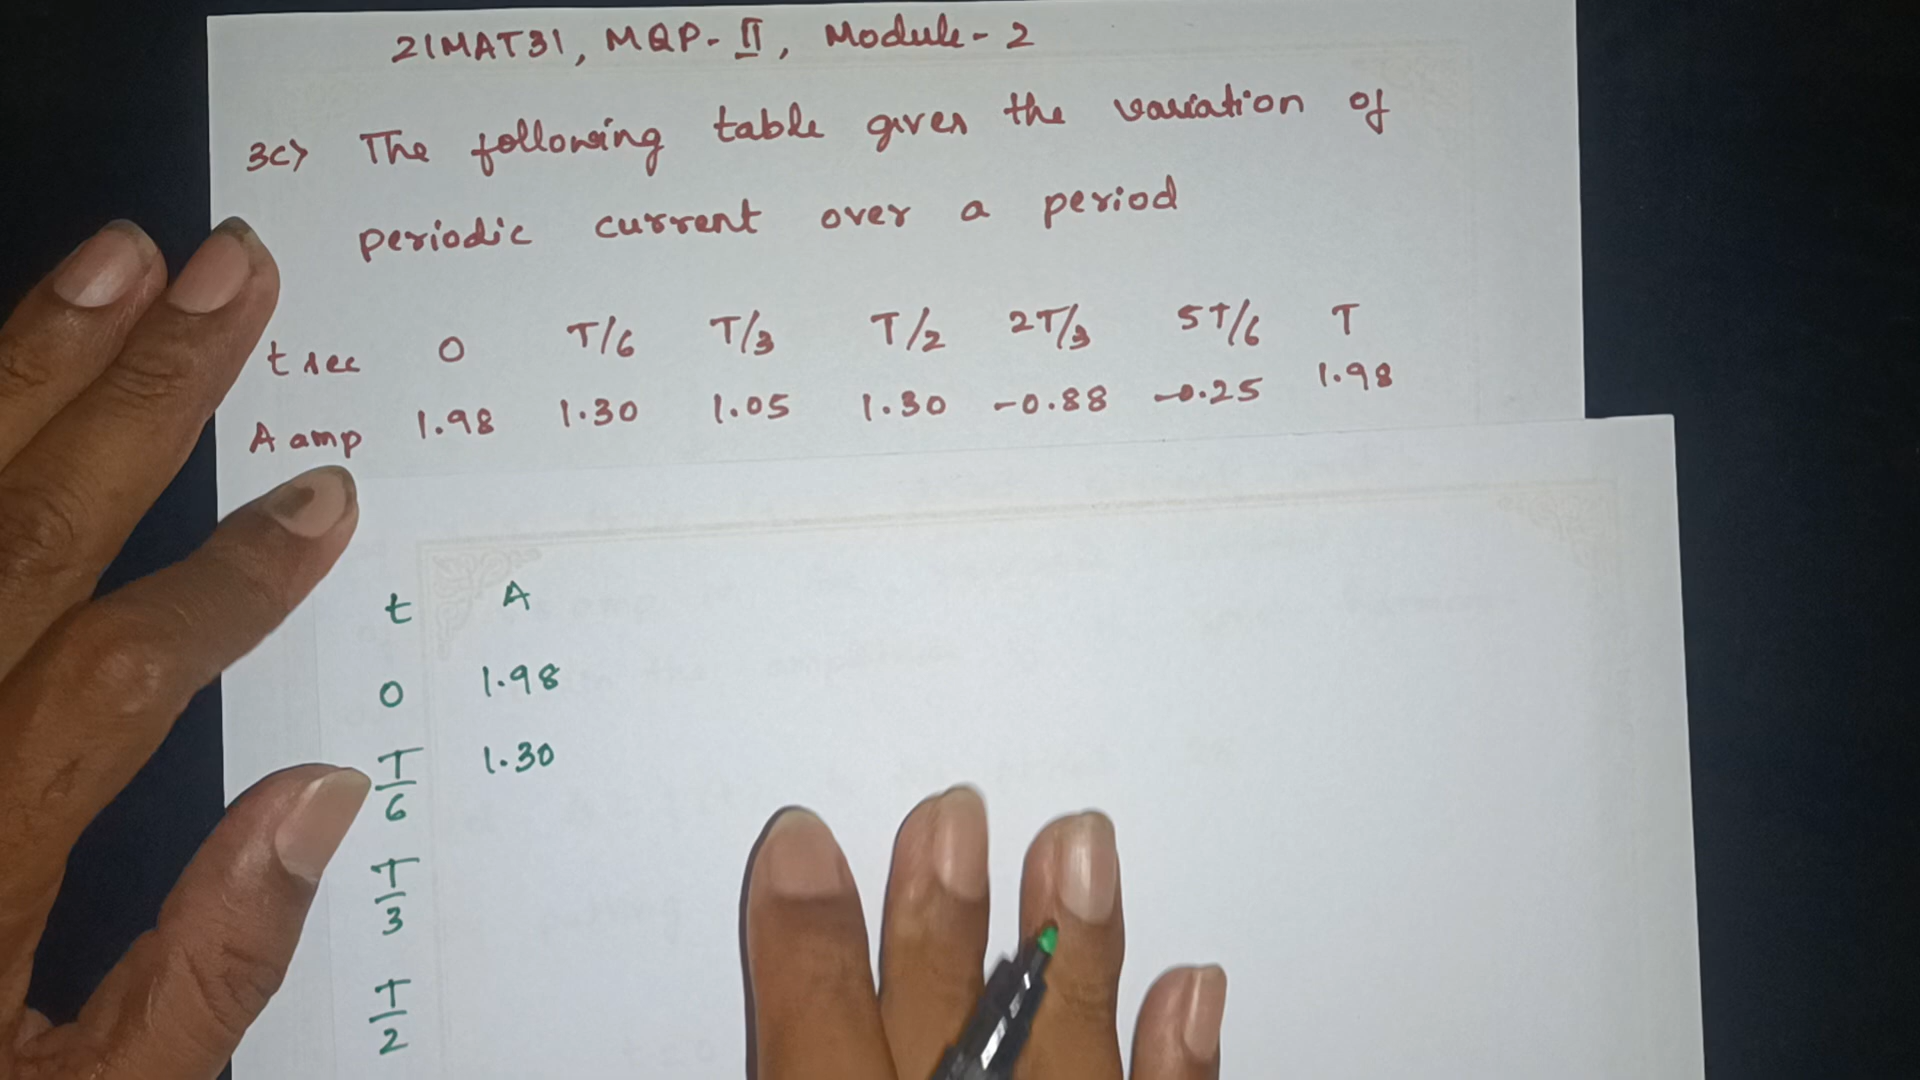 21MAT31, MQP-II, Module-2
3c) The following table gives the variation of
periodic current over a period
t sec 0 T/6 T/3 T/2 2T/3 5T/6 T
A amp 1.98 1.30 1.05 1.30 -0.88 -0.25 1.98
t A
0 1.98
T/6 1.30
T/3
T/2